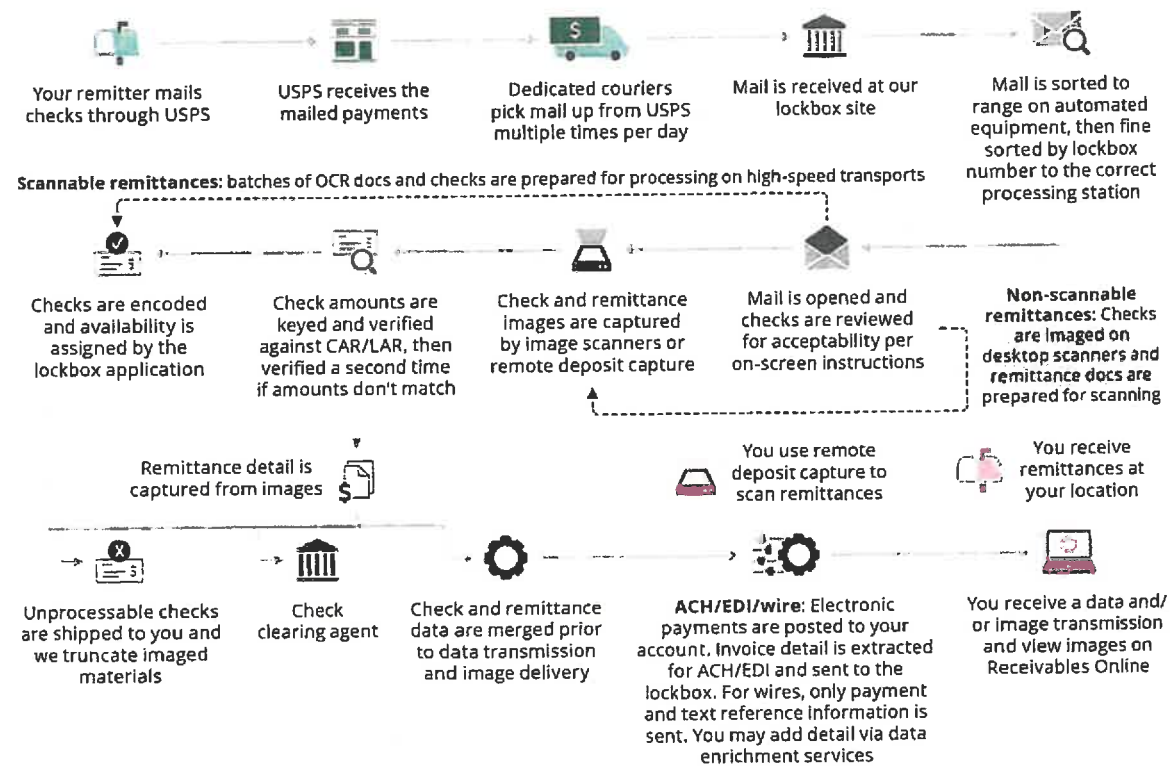 Your remitter mails
checks through USPS
USPS receives the
mailed payments
Dedicated couriers
pick mail up from USPS
multiple times per day
Mail is received at our
lockbox site
Mail is sorted to
range on automated
equipment, then fine
sorted by lockbox
number to the correct
processing station
Scannable remittances: batches of OCR docs and checks are prepared for processing on high-speed transports
Checks are encoded
and availability is
assigned by the
lockbox application
Check amounts are
keyed and verified
against CAR/LAR, then
verified a second time
if amounts don't match
Check and remittance
images are captured
by image scanners or
remote deposit capture
Mail is opened and
checks are reviewed
for acceptability per
on-screen instructions
Non-scannable
remittances: Checks
are imaged on
desktop scanners and
remittance docs are
prepared for scanning
Remittance detail is
captured from images
$
You use remote
deposit capture to
scan remittances
You receive
remittances at
your location
Unprocessable checks
are shipped to you and
we truncate imaged
materials
Check
clearing agent
Check and remittance
data are merged prior
to data transmission
and image delivery
ACH/EDI/wire: Electronic
payments are posted to your
account. Invoice detail is extracted
for ACH/EDI and sent to the
lockbox. For wires, only payment
and text reference information is
sent. You may add detail via data
enrichment services
You receive a data and/
or image transmission
and view images on
Receivables Online